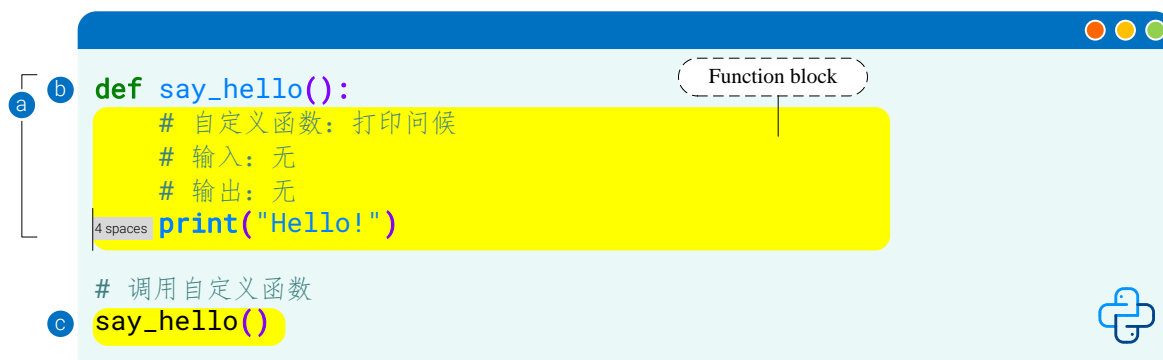 Function block
a
b def say_hello():
# 自定义函数：打印问候
# 输入：无
# 输出：无
4 spaces print("Hello!")
# 调用自定义函数
c say_hello()